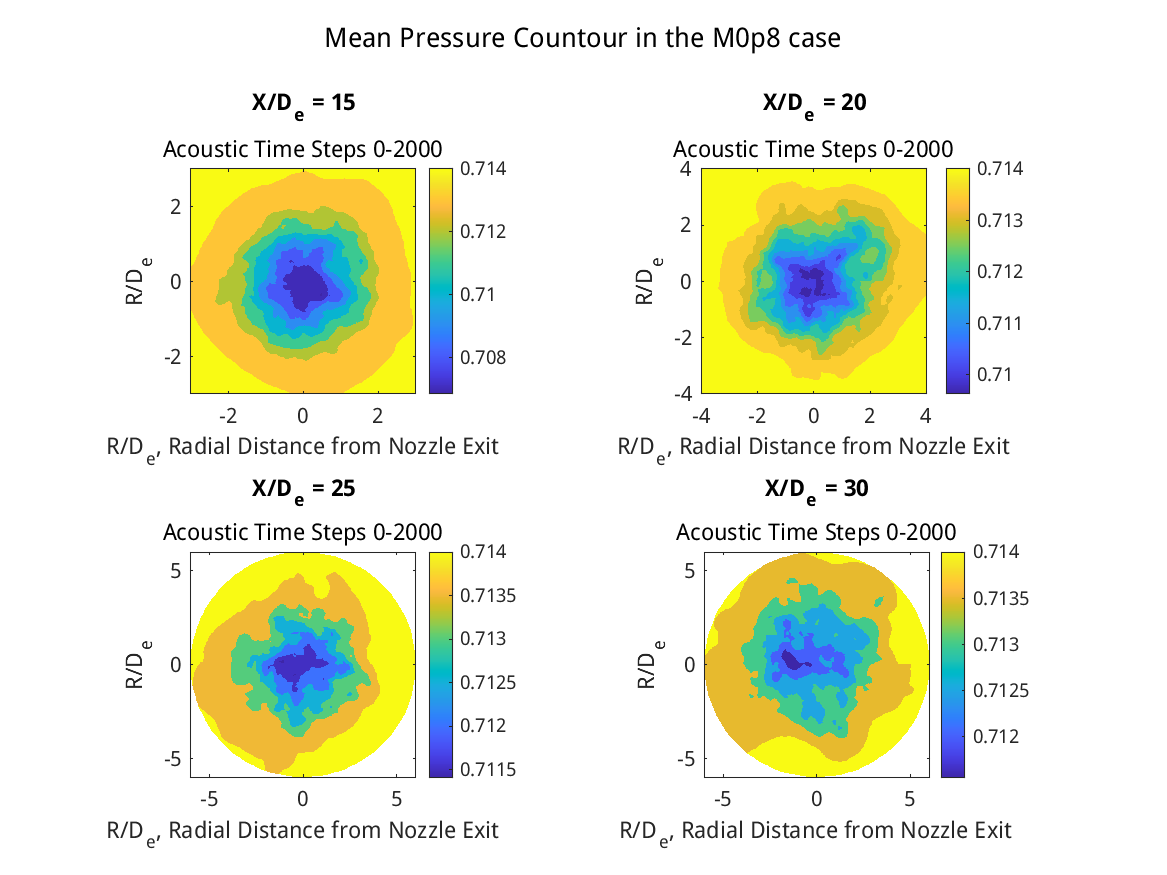 Mean Pressure Countour in the M0p8 case
X/De = 15
Acoustic Time Steps 0-2000
2
0
-2
-2
0
2
R/De
R/De, Radial Distance from Nozzle Exit
0.714
0.712
0.71
0.708
X/De = 20
Acoustic Time Steps 0-2000
4
2
0
-2
-4
-4
-2
0
2
4
R/De
R/De, Radial Distance from Nozzle Exit
0.714
0.713
0.712
0.711
0.71
X/De = 25
Acoustic Time Steps 0-2000
5
0
-5
-5
0
5
R/De
R/De, Radial Distance from Nozzle Exit
0.714
0.7135
0.713
0.7125
0.712
0.7115
X/De = 30
Acoustic Time Steps 0-2000
5
0
-5
-5
0
5
R/De
R/De, Radial Distance from Nozzle Exit
0.714
0.7135
0.713
0.7125
0.712